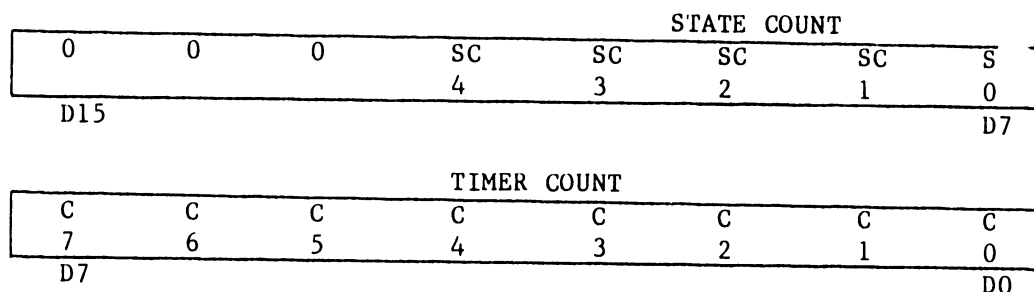 STATE COUNT
0 0 0 SC SC SC SC S
4 3 2 1 0
D15 D7
TIMER COUNT
C C C C C C C C
7 6 5 4 3 2 1 0
D7 D0